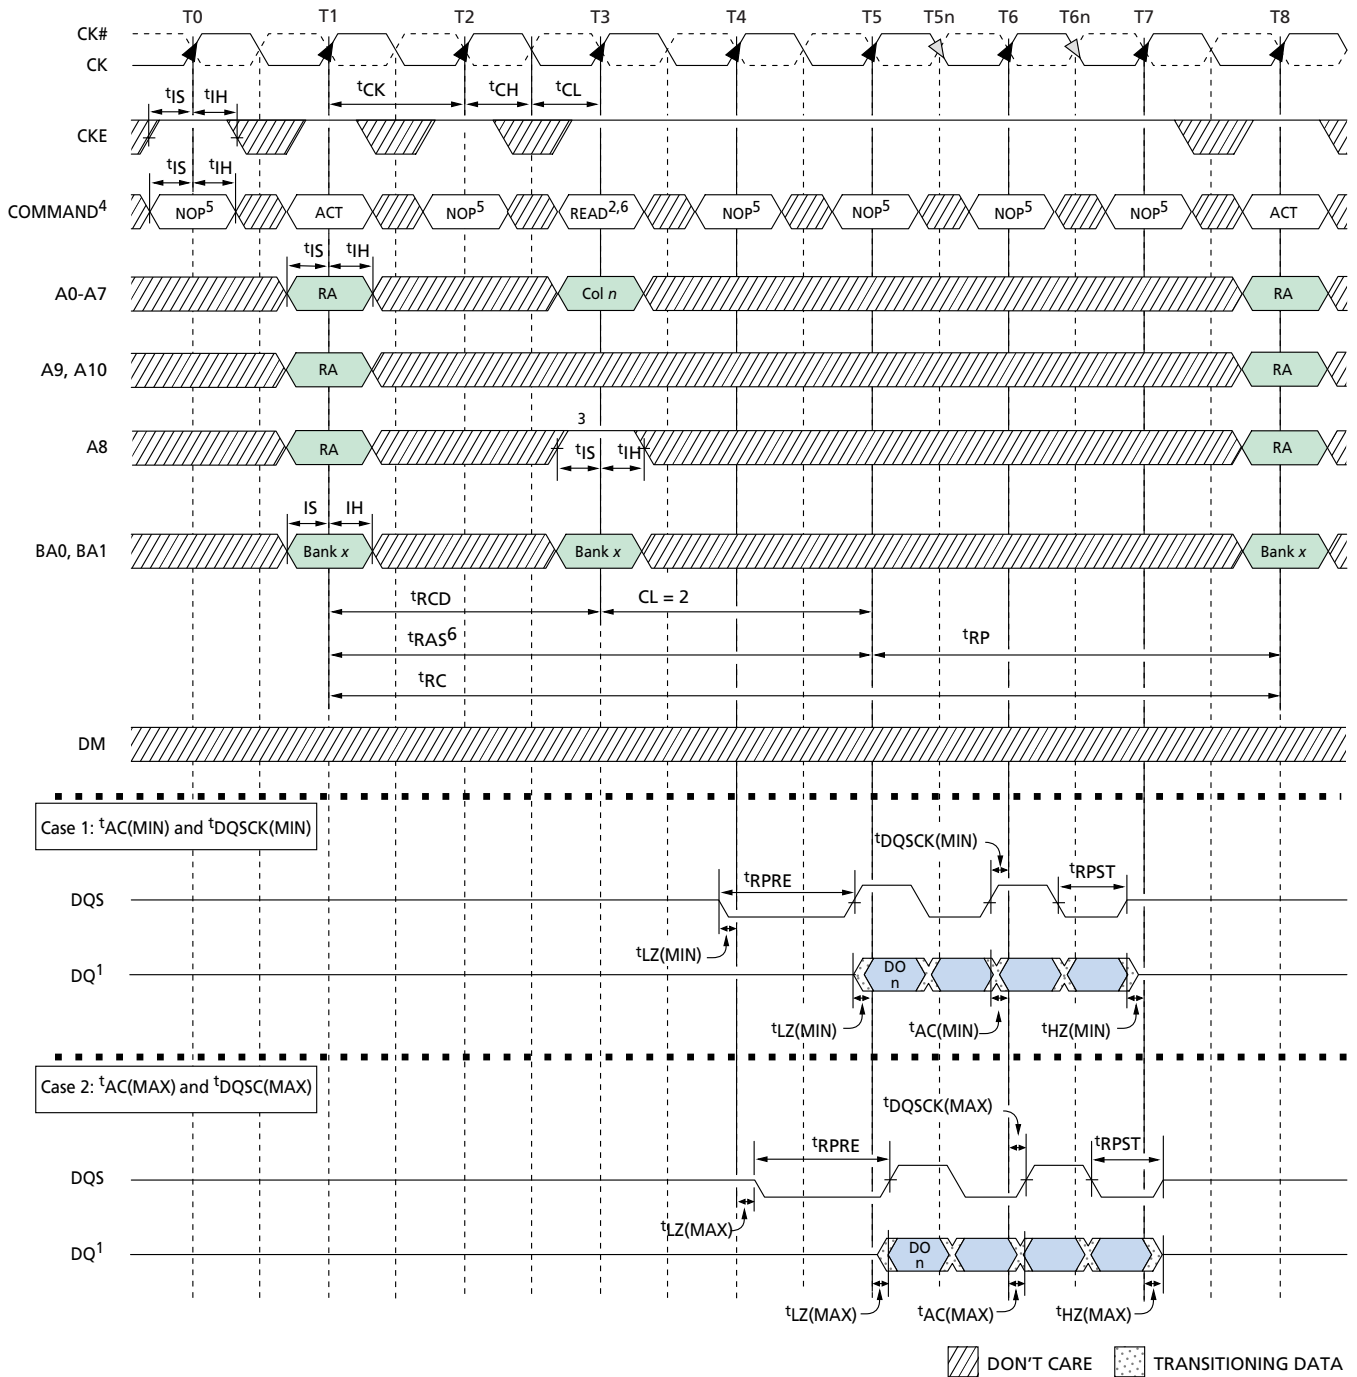 T0 T1 T2 T3 T4 T5 T5n T6 T6n T7 T8
CK#
CK
tCK tCH tCL
tIS tIH
CKE
tIS tIH
COMMAND4 NOP5 ACT NOP5 READ2,6 NOP5 NOP5 NOP5 NOP5 ACT
tIS tIH
A0-A7 RA Col n RA
A9, A10 RA RA
3
A8 RA tIS tIH RA
IS IH
BA0, BA1 Bank x Bank x Bank x
tRCD CL = 2
tRAS6 tRP
tRC
DM
Case 1: tAC(MIN) and tDQSCK(MIN)
tDQSCK(MIN)
tRPRE tRPST
DQS
tLZ(MIN)
DQ1 DO
n
tLZ(MIN) tAC(MIN) tHZ(MIN)
Case 2: tAC(MAX) and tDQSC(MAX)
tDQSCK(MAX)
tRPRE tRPST
DQS
tLZ(MAX)
DQ1 DO
n
tLZ(MAX) tAC(MAX) tHZ(MAX)
DON'T CARE TRANSITIONING DATA